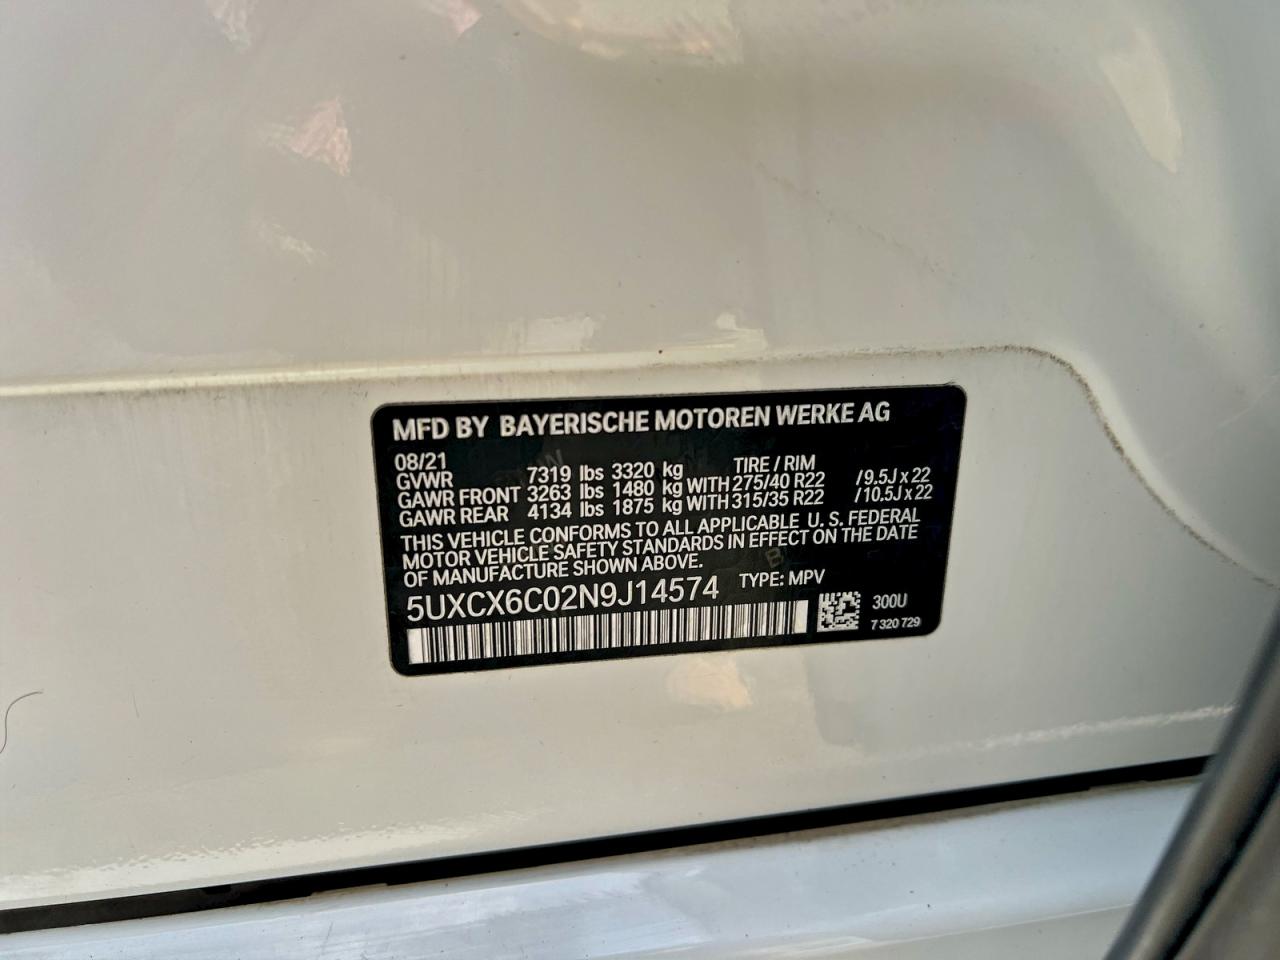 MFD BY BAYERISCHE MOTOREN WERKE AG
08/21 TIRE / RIM
GVWR 7319 lbs 3320 kg
GAWR FRONT 3263 lbs 1480 kg WITH 275/40 R22 /9.5J x 22
GAWR REAR 4134 lbs 1875 kg WITH 315/35 R22 /10.5J x 22
THIS VEHICLE CONFORMS TO ALL APPLICABLE U. S. FEDERAL
MOTOR VEHICLE SAFETY STANDARDS IN EFFECT ON THE DATE
OF MANUFACTURE SHOWN ABOVE.
5UXCX6C02N9J14574 TYPE: MPV
300U
7 320 729